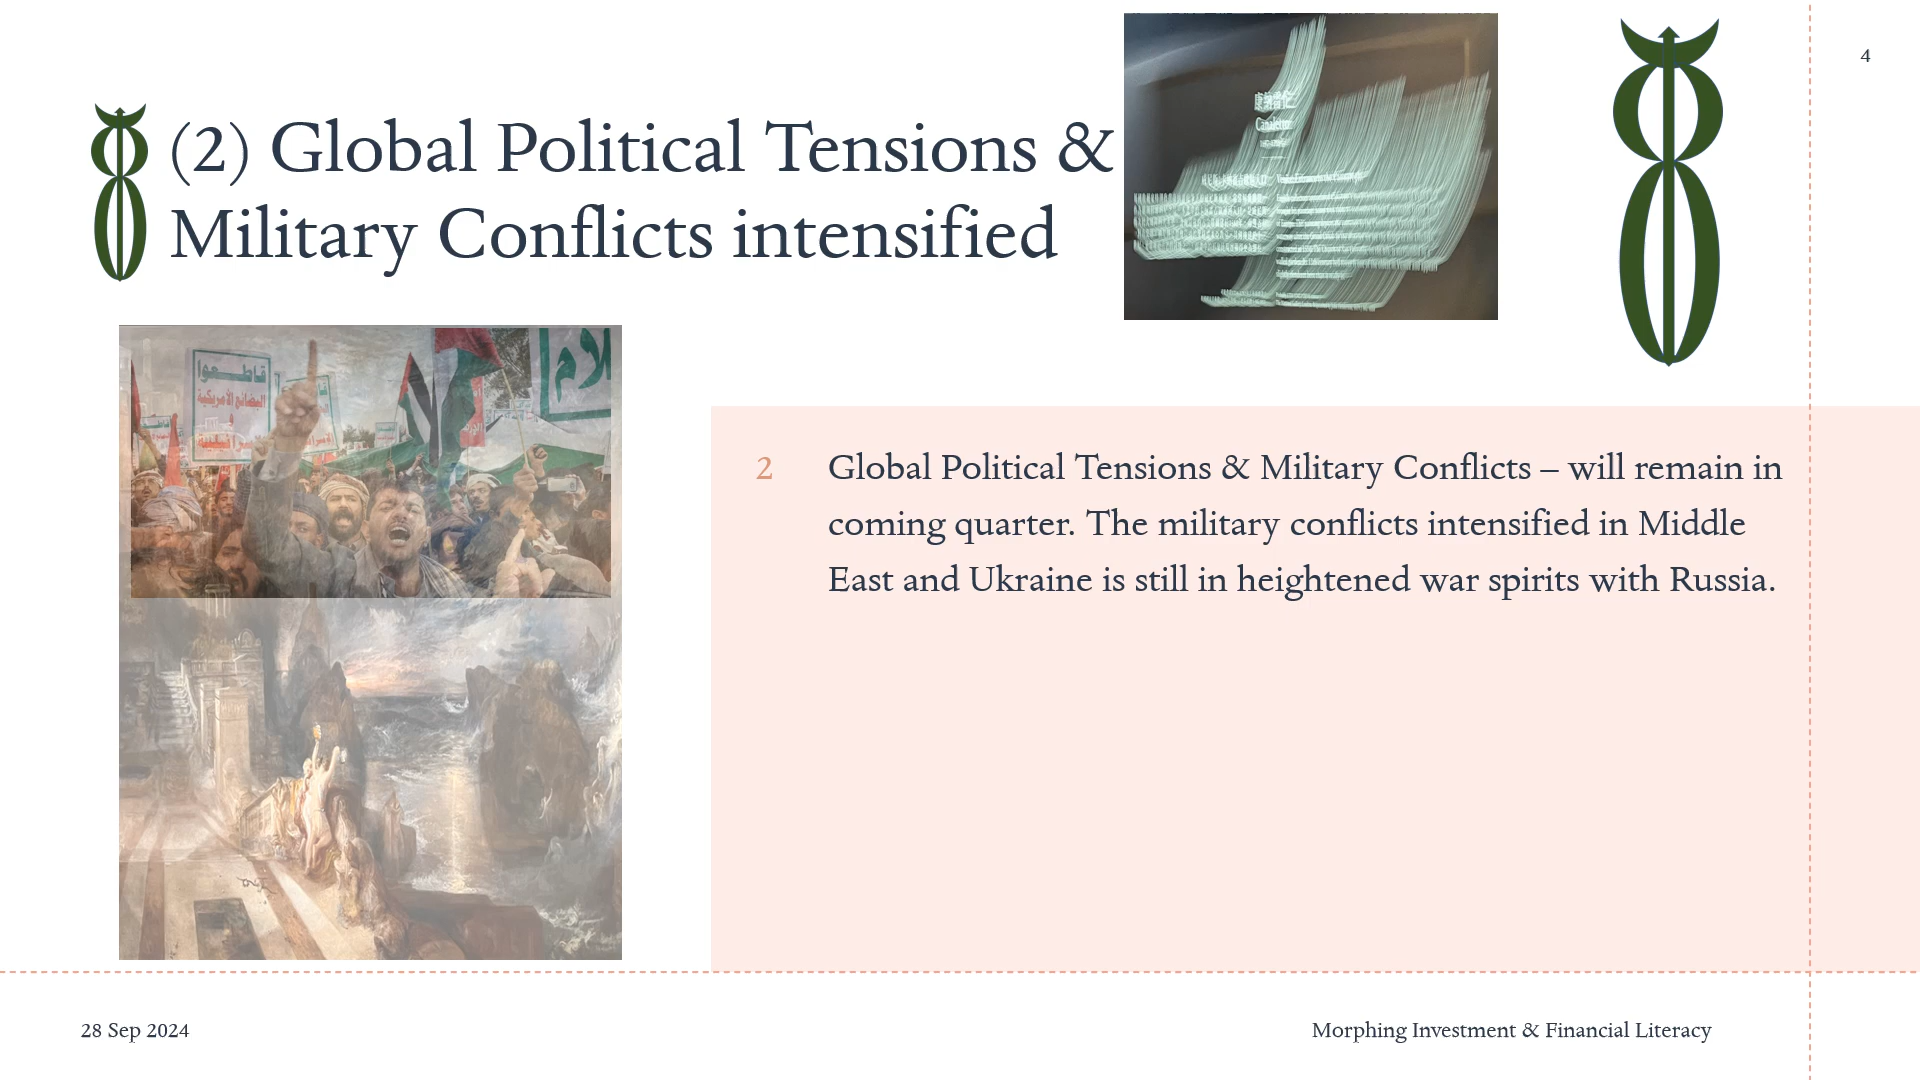 4
(2) Global Political Tensions &
Military Conflicts intensified
Canaletto
قاطعوا
البضائع الأمريكية
و
لام
2 Global Political Tensions & Military Conflicts – will remain in
coming quarter. The military conflicts intensified in Middle
East and Ukraine is still in heightened war spirits with Russia.
28 Sep 2024
Morphing Investment & Financial Literacy